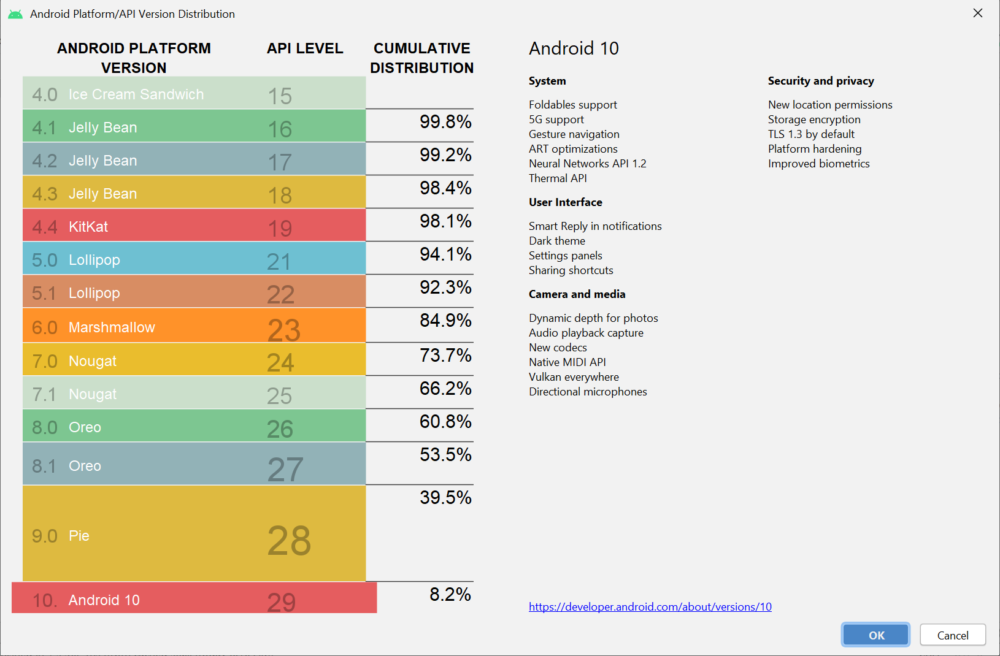 Android Platform/API Version Distribution
ANDROID PLATFORM
VERSION
API LEVEL
CUMULATIVE
DISTRIBUTION
4.0 Ice Cream Sandwich 15
99.8%
4.1 Jelly Bean 16
99.2%
4.2 Jelly Bean 17
98.4%
4.3 Jelly Bean 18
98.1%
4.4 KitKat 19
94.1%
5.0 Lollipop 21
92.3%
5.1 Lollipop 22
84.9%
6.0 Marshmallow 23
73.7%
7.0 Nougat 24
66.2%
7.1 Nougat 25
60.8%
8.0 Oreo 26
53.5%
8.1 Oreo 27
39.5%
9.0 Pie 28
8.2%
10. Android 10 29
Android 10
System
Foldables support
5G support
Gesture navigation
ART optimizations
Neural Networks API 1.2
Thermal API
User Interface
Smart Reply in notifications
Dark theme
Settings panels
Sharing shortcuts
Camera and media
Dynamic depth for photos
Audio playback capture
New codecs
Native MIDI API
Vulkan everywhere
Directional microphones
Security and privacy
New location permissions
Storage encryption
TLS 1.3 by default
Platform hardening
Improved biometrics
https://developer.android.com/about/versions/10
OK
Cancel